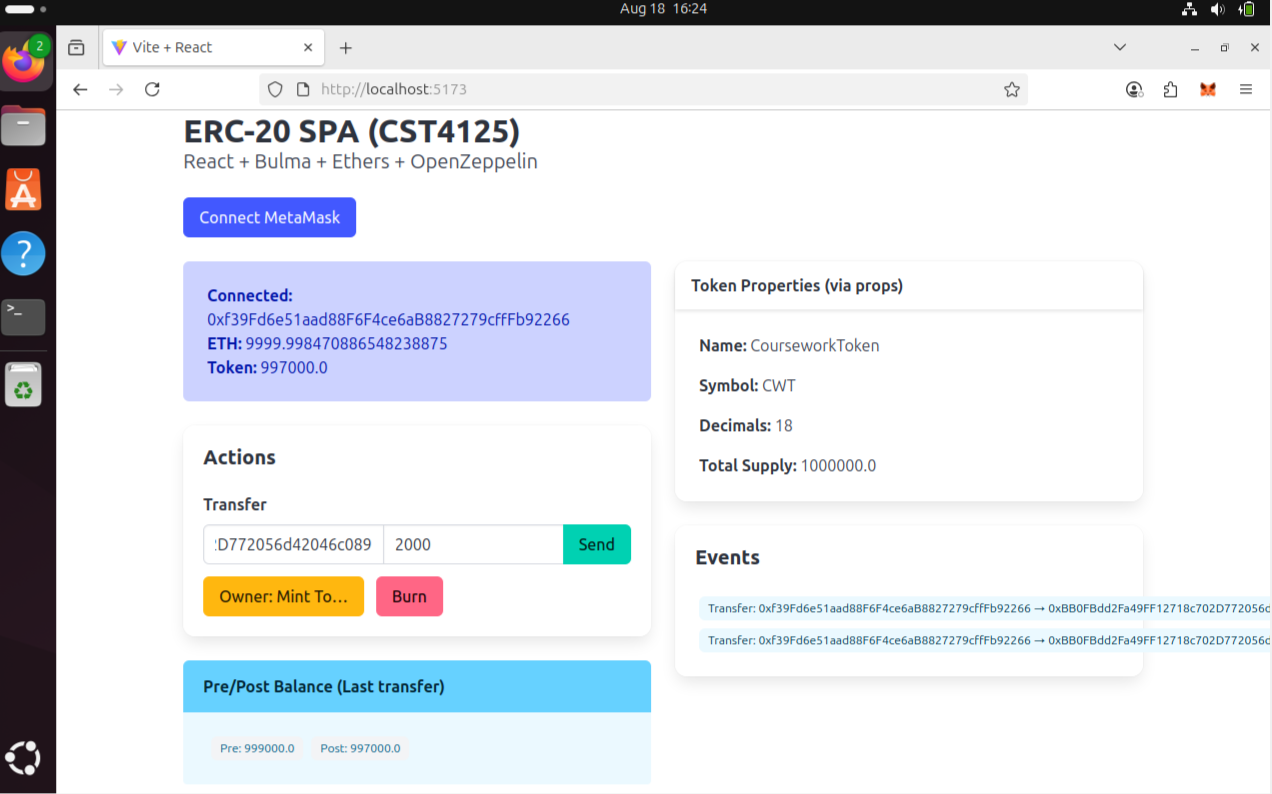 Aug 18 16:24
2
Vite + React
http://localhost:5173
ERC-20 SPA (CST4125)
React + Bulma + Ethers + OpenZeppelin
Connect MetaMask
Connected:
0xf39Fd6e51aad88F6F4ce6aB8827279cffFb92266
ETH: 9999.998470886548238875
Token: 997000.0
Actions
Transfer
2D772056d42046c089 2000 Send
Owner: Mint To... Burn
Pre/Post Balance (Last transfer)
Pre: 999000.0 Post: 997000.0
Token Properties (via props)
Name: CourseworkToken
Symbol: CWT
Decimals: 18
Total Supply: 1000000.0
Events
Transfer: 0xf39Fd6e51aad88F6F4ce6aB8827279cffFb92266 → 0xBB0FBdd2Fa49FF12718c702D772056d
Transfer: 0xf39Fd6e51aad88F6F4ce6aB8827279cffFb92266 → 0xBB0FBdd2Fa49FF12718c702D772056d